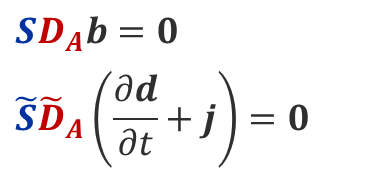 SD_A b = 0
S̃D̃_A (∂d/∂t + j) = 0